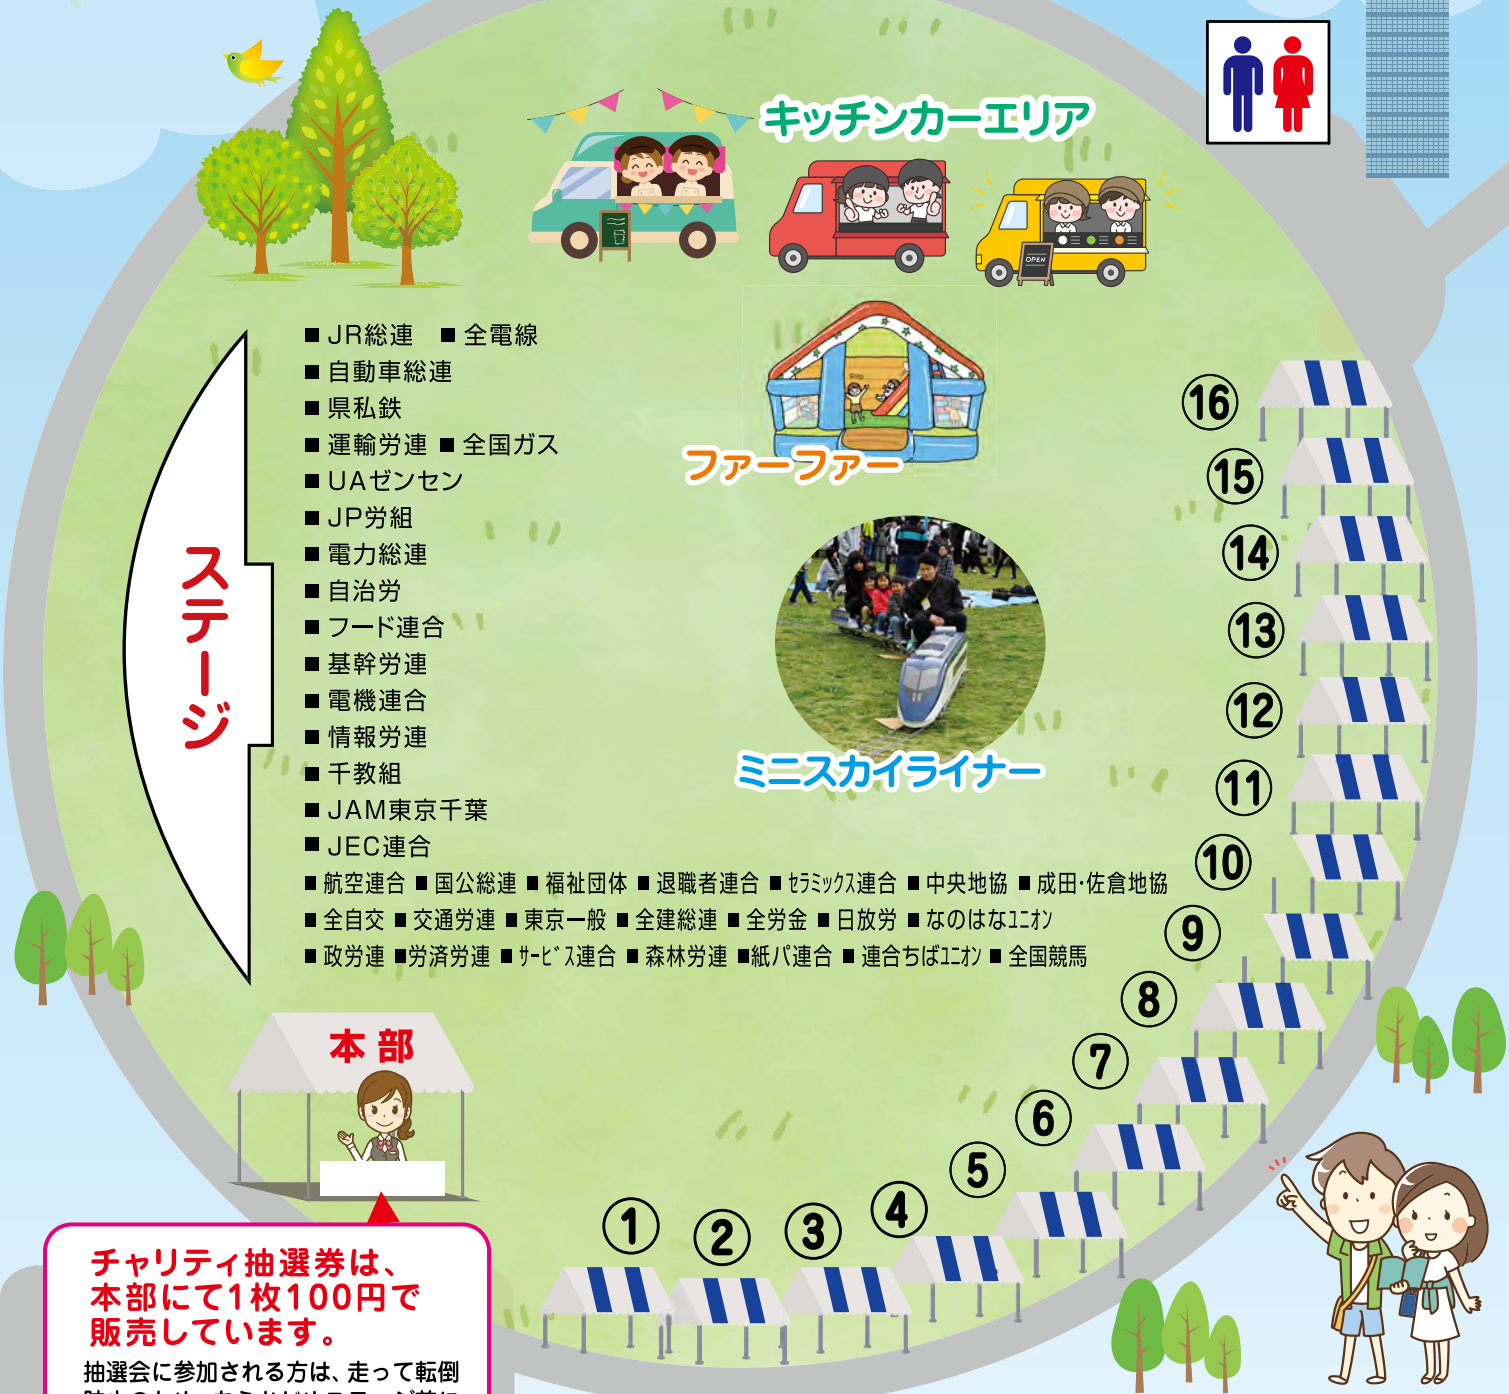 キッチンカーエリア
OPEN
■ JR総連 ■ 全電線
■ 自動車総連
■ 県私鉄
■ 運輸労連 ■ 全国ガス
■ UAゼンセン
■ JP労組
■ 電力総連
■ 自治労
■ フード連合
■ 基幹労連
■ 電機連合
■ 情報労連
■ 千教組
■ JAM東京千葉
■ JEC連合
■ 航空連合 ■ 国公総連 ■ 福祉団体 ■ 退職者連合 ■ ｾﾗﾐｯｸｽ連合 ■ 中央地協 ■ 成田・佐倉地協
■ 全自交 ■ 交通労連 ■ 東京一般 ■ 全建総連 ■ 全労金 ■ 日放労 ■ なのはなﾕﾆｵﾝ
■ 政労連 ■労済労連 ■ ｻｰﾋﾞｽ連合 ■ 森林労連 ■紙パ連合 ■ 連合ちばﾕﾆｵﾝ ■ 全国競馬
ステージ
ファーファー
ミニスカイライナー
⑯
⑮
⑭
⑬
⑫
⑪
⑩
⑨
⑧
⑦
⑥
⑤
④
③
②
①
本部
チャリティ抽選券は、
本部にて1枚100円で
販売しています。
抽選会に参加される方は、走って転倒